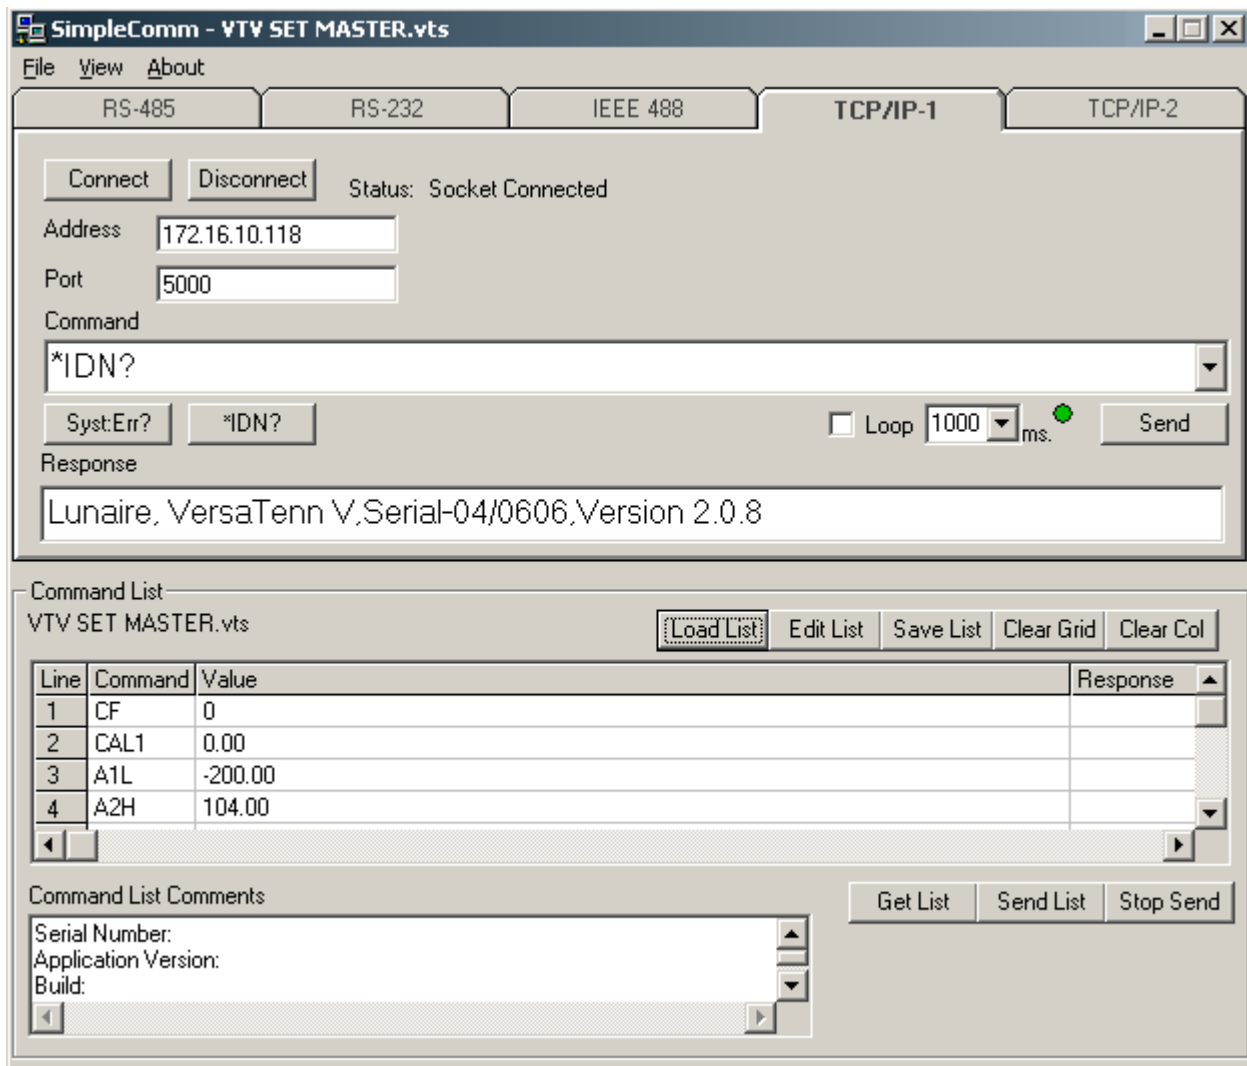 SimpleComm - VTV SET MASTER.vts
File View About
RS-485 RS-232 IEEE 488 TCP/IP-1 TCP/IP-2
Connect Disconnect Status: Socket Connected
Address 172.16.10.118
Port 5000
Command
*IDN?
Syst:Err? *IDN? Loop 1000 ms. Send
Response
Lunaire, VersaTenn V,Serial-04/0606,Version 2.0.8
Command List
VTV SET MASTER.vts
Load List Edit List Save List Clear Grid Clear Col
Line Command Value Response
1 CF 0
2 CAL1 0.00
3 A1L -200.00
4 A2H 104.00
Command List Comments
Get List Send List Stop Send
Serial Number:
Application Version:
Build: